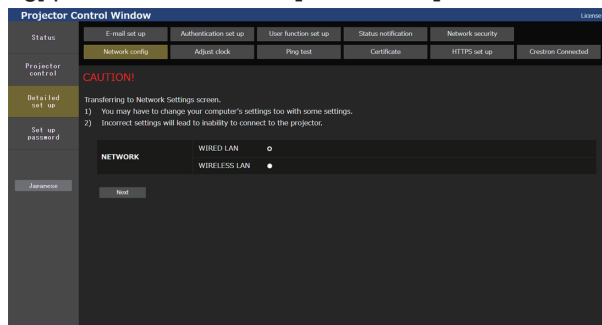 Projector Control Window
License
Status
E-mail set up
Authentication set up
User function set up
Status notification
Network security
Network config
Adjust clock
Ping test
Certificate
HTTPS set up
Crestron Connected
Projector
control
Detailed
set up
Set up
password
Japanese
CAUTION!
Transferring to Network Settings screen.
1) You may have to change your computer's settings too with some settings.
2) Incorrect settings will lead to inability to connect to the projector.
NETWORK
WIRED LAN
WIRELESS LAN
Next